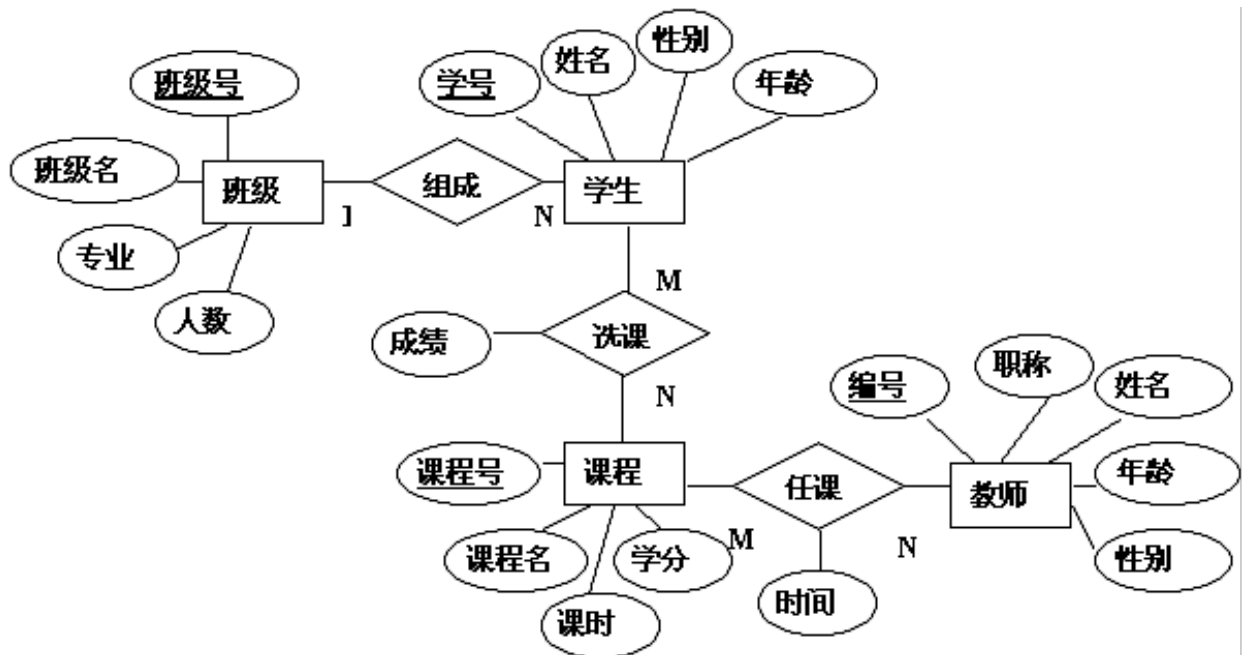 性别
姓名
班级号
学号
年龄
班级名
班级
组成
学生
1
N
专业
M
人数
成绩
选课
职称
编号
姓名
N
课程号
课程
任课
教师
年龄
M
N
课程名
学分
性别
时间
课时